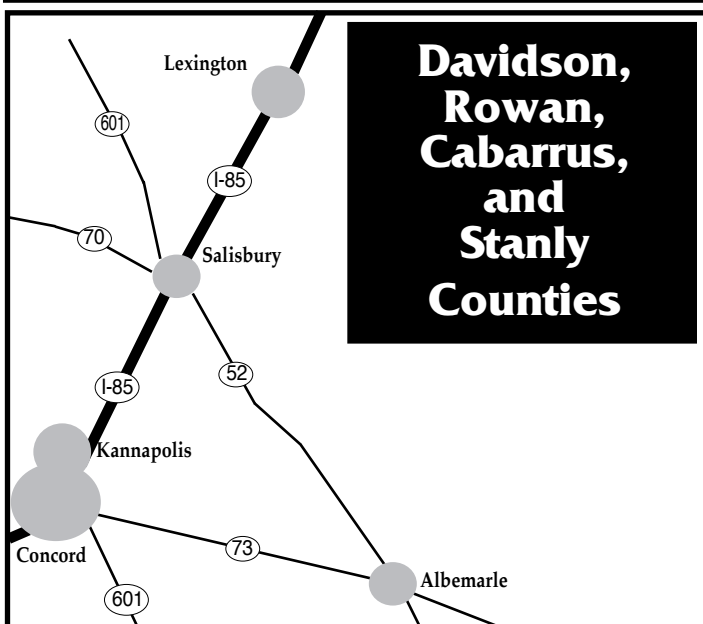 Davidson,
Rowan,
Cabarrus,
and
Stanly
Counties
Lexington
601
I-85
70
Salisbury
52
I-85
Kannapolis
73
Concord
Albemarle
601